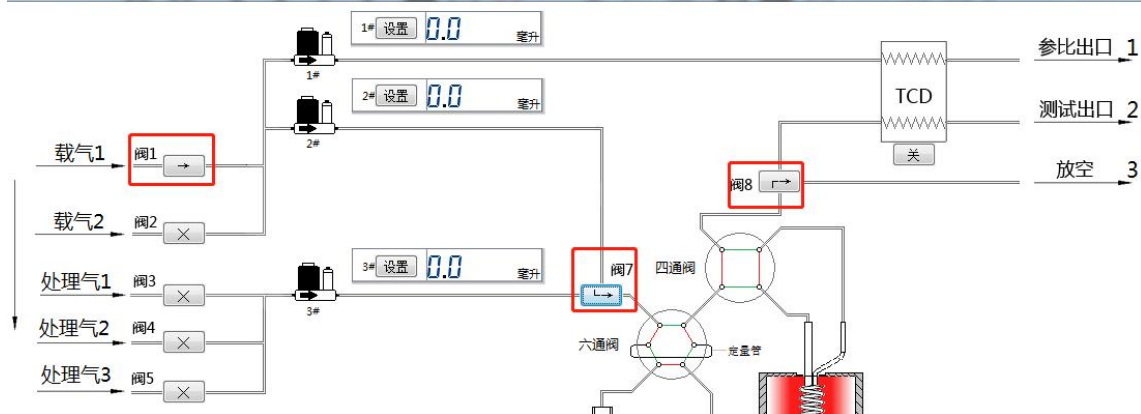 1# 设置 0.0 毫升
参比出口 1
1#
TCD
2# 设置 0.0 毫升
测试出口 2
2#
载气1 阀1
关
放空 3
阀8
载气2 阀2
3# 设置 0.0 毫升
阀7 四通阀
处理气1 阀3
3#
处理气2 阀4
六通阀 定量管
处理气3 阀5